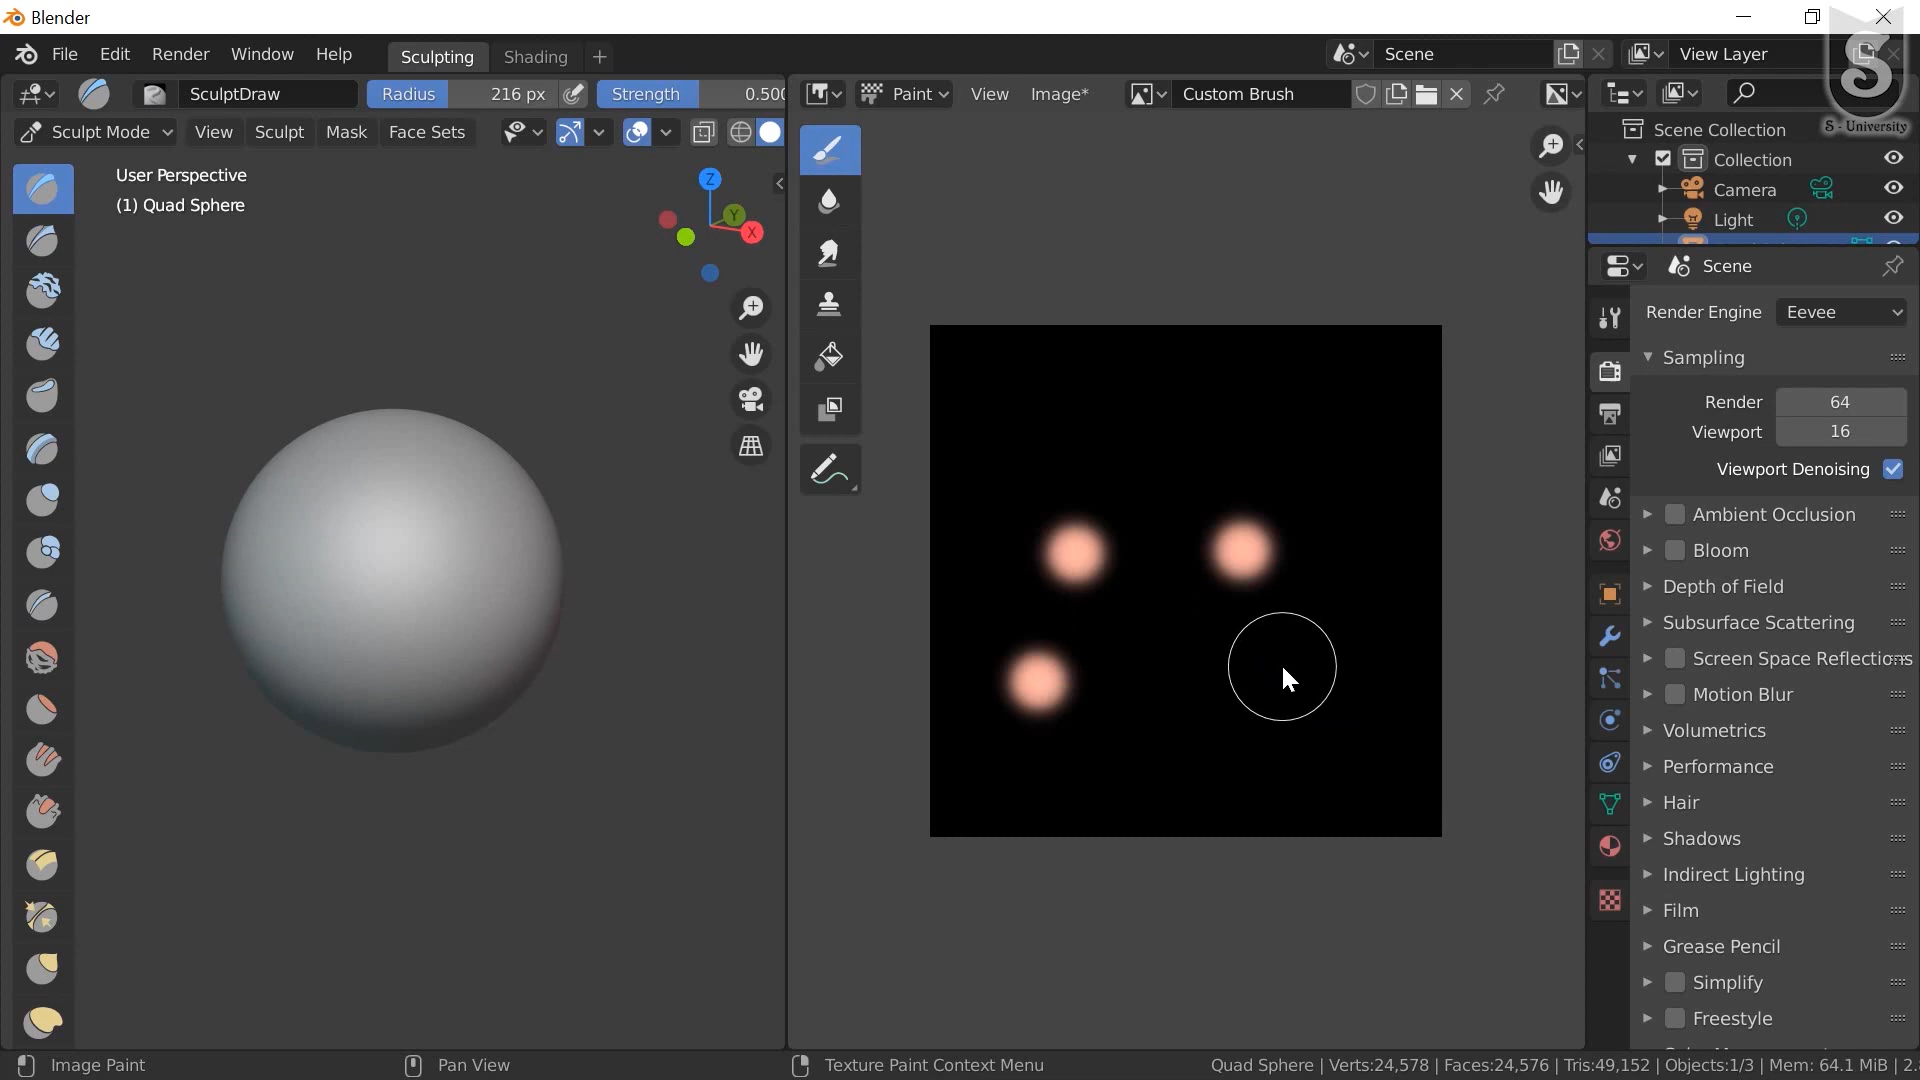 Blender
File Edit Render Window Help Sculpting Shading + Scene View Layer
SculptDraw Radius 216 px Strength 0.500 Paint View Image* Custom Brush
Sculpt Mode View Sculpt Mask Face Sets
S - University
User Perspective
(1) Quad Sphere
Z
Y
X
Scene Collection
Collection
Camera
Light
Scene
Render Engine Eevee
Sampling
Render 64
Viewport 16
Viewport Denoising
Ambient Occlusion
Bloom
Depth of Field
Subsurface Scattering
Screen Space Reflections
Motion Blur
Volumetrics
Performance
Hair
Shadows
Indirect Lighting
Film
Grease Pencil
Simplify
Freestyle
Image Paint Pan View Texture Paint Context Menu Quad Sphere | Verts:24,578 | Faces:24,576 | Tris:49,152 | Objects:1/3 | Mem: 64.1 MiB | 2.